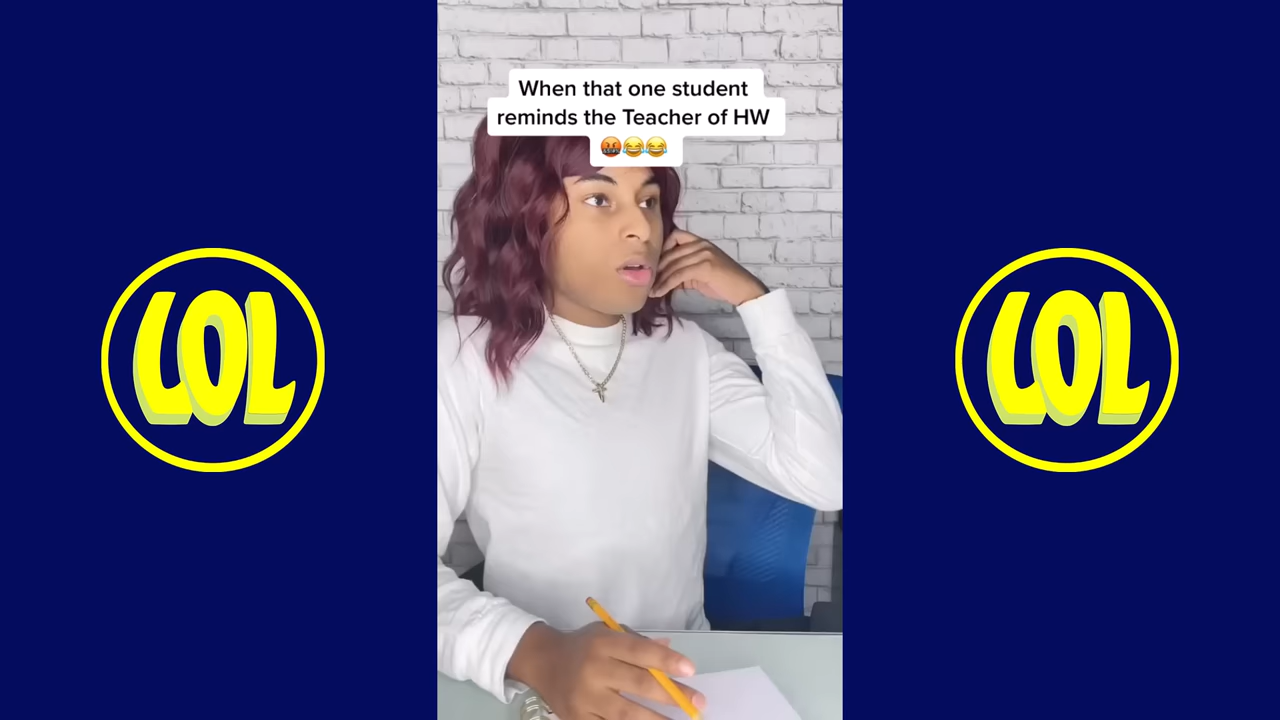 When that one student
reminds the Teacher of HW
🤬😂😂
LOL
LOL